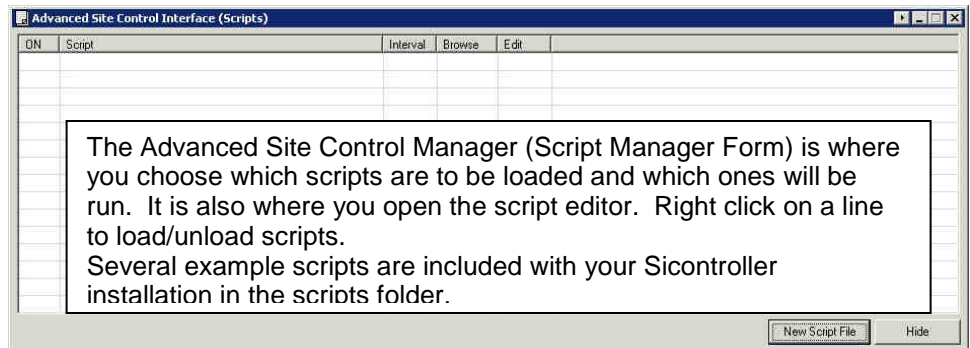 Advanced Site Control Interface (Scripts)
ON Script Interval Browse Edit
The Advanced Site Control Manager (Script Manager Form) is where
you choose which scripts are to be loaded and which ones will be
run. It is also where you open the script editor. Right click on a line
to load/unload scripts.
Several example scripts are included with your Sicontroller
installation in the scripts folder.
New Script File Hide